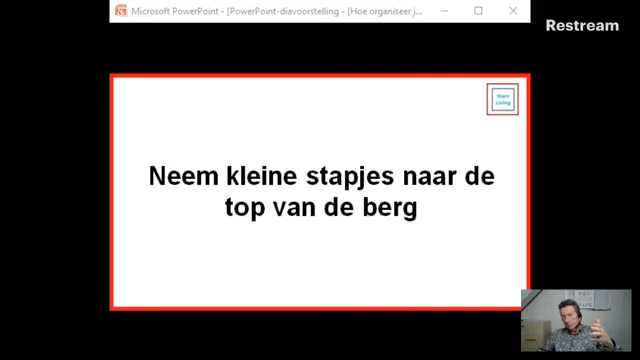 Microsoft PowerPoint - [PowerPoint-diavoorstelling - [Hoe organiseer j...
Restream
Start
Living
Neem kleine stapjes naar de
top van de berg